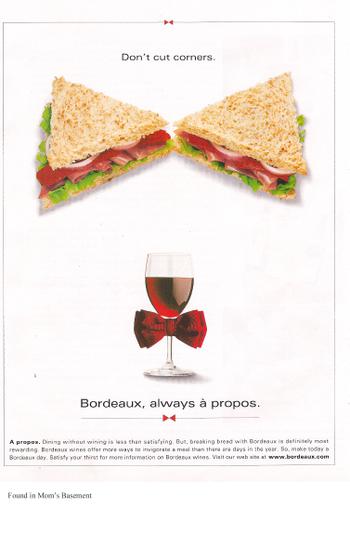 Don't cut corners.
Bordeaux, always à propos.
A propos. Dining without wining is less than satisfying. But, breaking bread with Bordeaux is definitely most
rewarding. Bordeaux wines offer more ways to invigorate a meal than there are days in the year. So, make today a
Bordeaux day. Satisfy your thirst for more information on Bordeaux wines. Visit our web site at www.bordeaux.com
Found in Mom's Basement